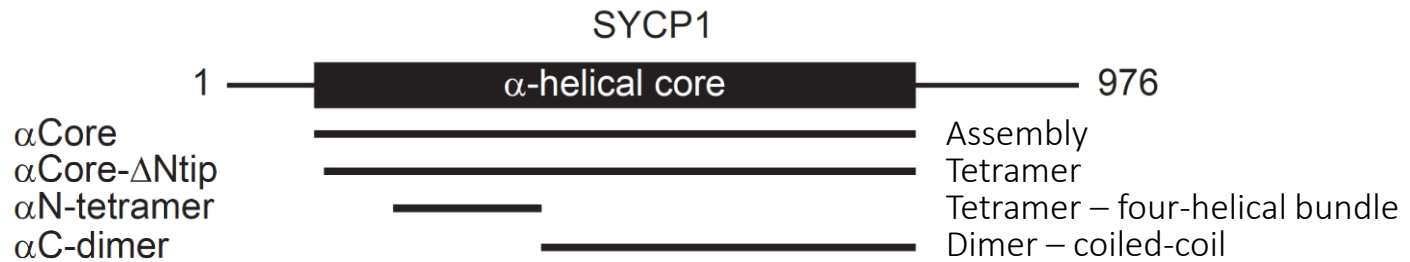 SYCP1
1 α-helical core 976
αCore Assembly
αCore-ΔNtip Tetramer
αN-tetramer Tetramer – four-helical bundle
αC-dimer Dimer – coiled-coil